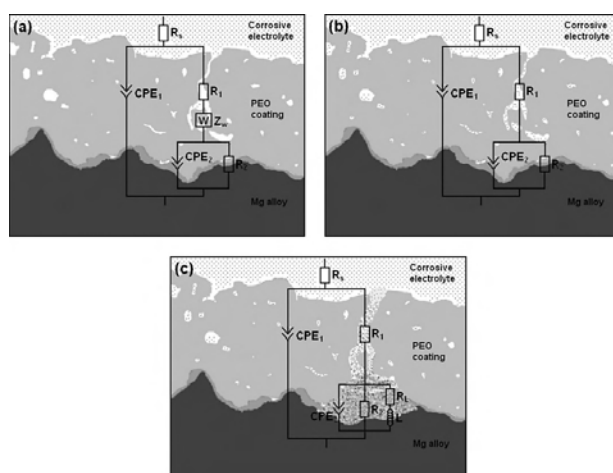 (a)
Rs
Corrosive
electrolyte
CPE1
R1
PEO
coating
W Zw
CPE2
R2
Mg alloy
(b)
Rs
Corrosive
electrolyte
CPE1
R1
PEO
coating
CPE2
R2
Mg alloy
(c)
Rs
Corrosive
electrolyte
CPE1
R1
PEO
coating
RL
CPE
R2
L
Mg alloy